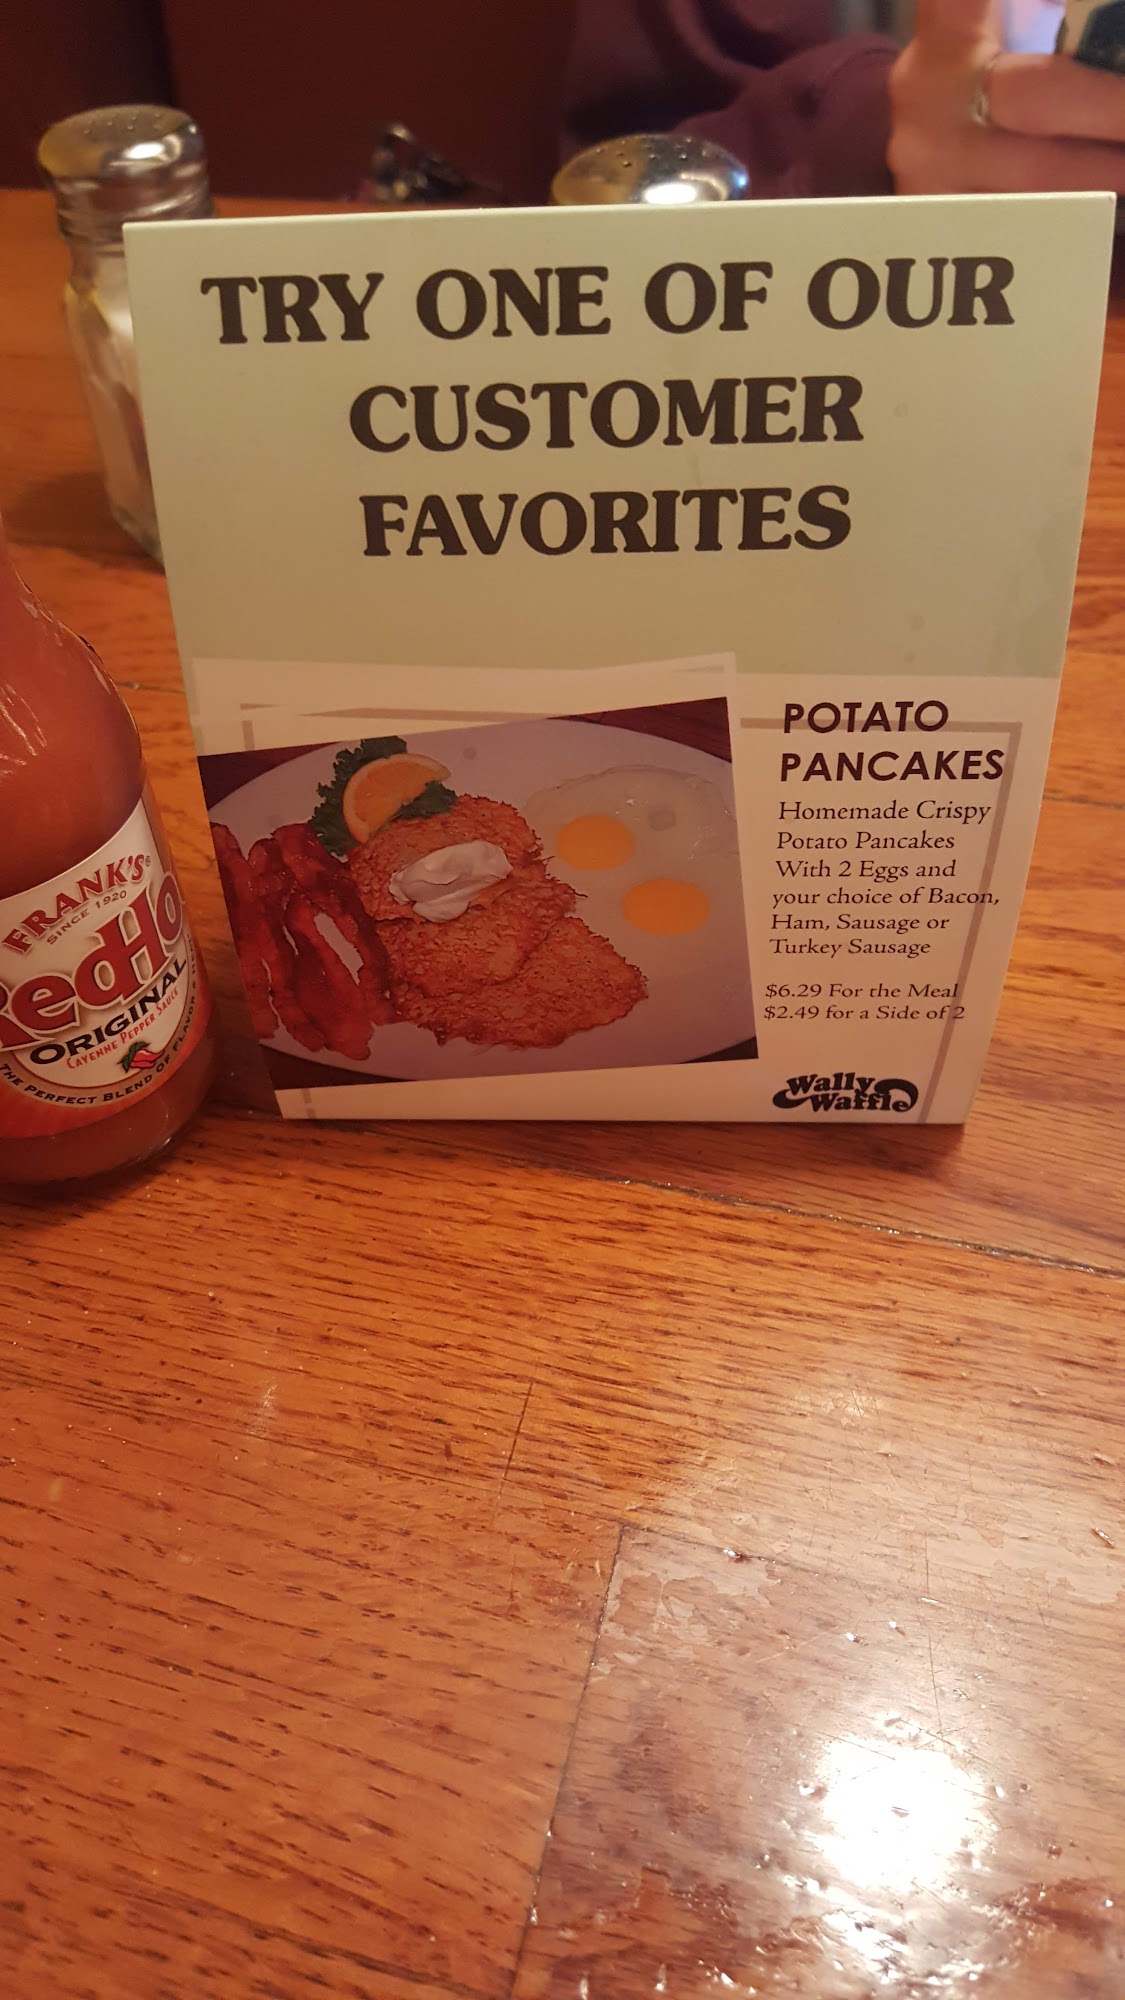 TRY ONE OF OUR
CUSTOMER
FAVORITES
POTATO
PANCAKES
Homemade Crispy
Potato Pancakes
With 2 Eggs and
your choice of Bacon,
Ham, Sausage or
Turkey Sausage
$6.29 For the Meal
$2.49 for a Side of 2
Wally
Waffle
FRANK'S®
SINCE 1920
RedHo
ORIGINAL
CAYENNE PEPPER SAUCE
THE PERFECT BLEND OF FLAVOR &